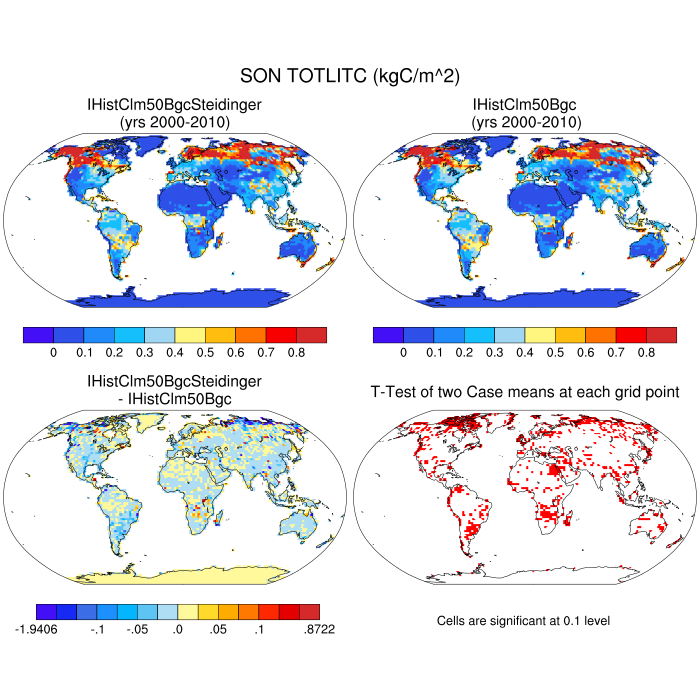 SON TOTLITC (kgC/m^2)
IHistClm50BgcSteidinger
(yrs 2000-2010)
IHistClm50Bgc
(yrs 2000-2010)
0 0.1 0.2 0.3 0.4 0.5 0.6 0.7 0.8
0 0.1 0.2 0.3 0.4 0.5 0.6 0.7 0.8
IHistClm50BgcSteidinger
- IHistClm50Bgc
T-Test of two Case means at each grid point
-1.9406 -.1 -.05 .0 .05 .1 .8722
Cells are significant at 0.1 level